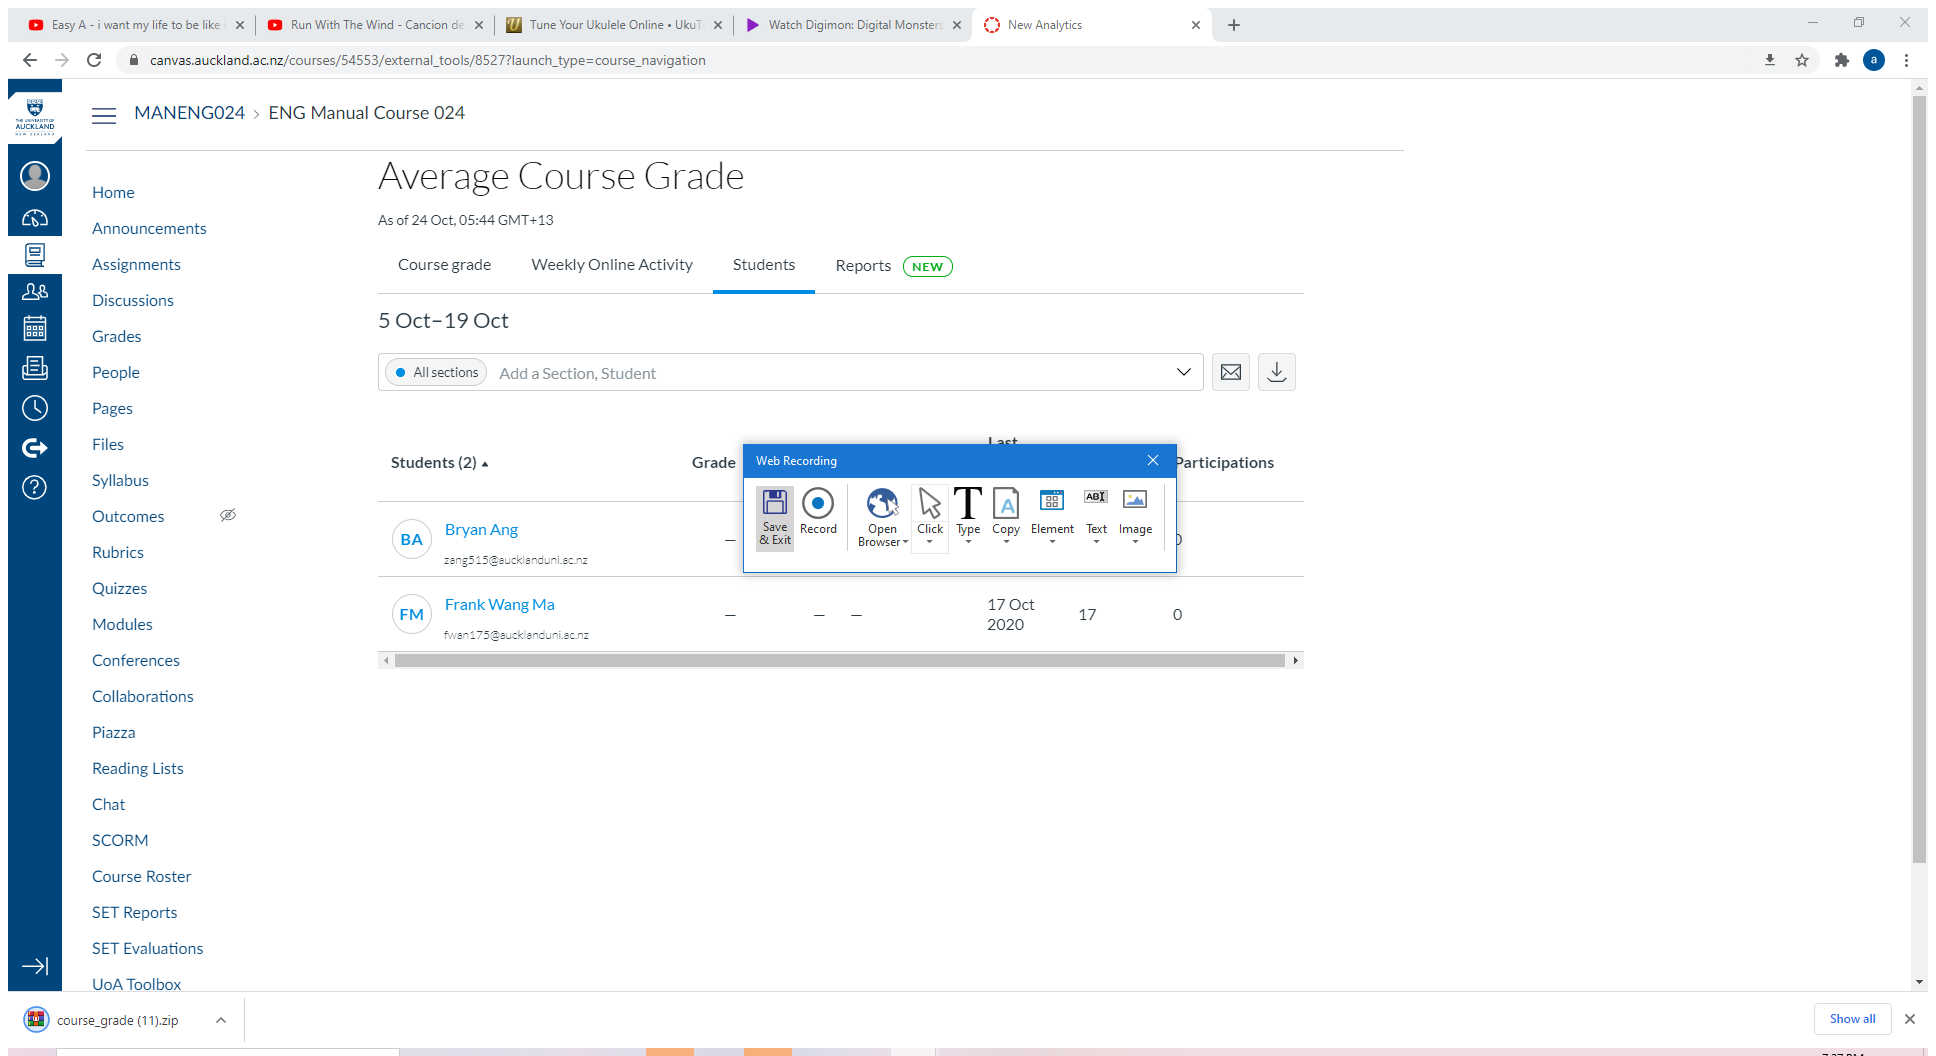 Easy A - i want my life to be like
Run With The Wind - Cancion de
Tune Your Ukulele Online • UkuT
Watch Digimon: Digital Monsters
New Analytics
canvas.auckland.ac.nz/courses/54553/external_tools/8527?launch_type=course_navigation
a
THE UNIVERSITY OF
AUCKLAND
NEW ZEALAND
MANENG024 > ENG Manual Course 024
Average Course Grade
As of 24 Oct, 05:44 GMT+13
Course grade
Weekly Online Activity
Students
Reports
NEW
5 Oct–19 Oct
All sections
Add a Section, Student
Home
Announcements
Assignments
Discussions
Grades
People
Pages
Files
Syllabus
Outcomes
Rubrics
Quizzes
Modules
Conferences
Collaborations
Piazza
Reading Lists
Chat
SCORM
Course Roster
SET Reports
SET Evaluations
UoA Toolbox
Students (2)
Grade
Last
Participations
BA
Bryan Ang
zang515@aucklanduni.ac.nz
—
0
FM
Frank Wang Ma
fwan175@aucklanduni.ac.nz
— — —
17 Oct
2020
17
0
Web Recording
Save
& Exit
Record
Open
Browser
Click
Type
Copy
Element
Text
Image
T
A
ABI
course_grade (11).zip
Show all
7:37 PM